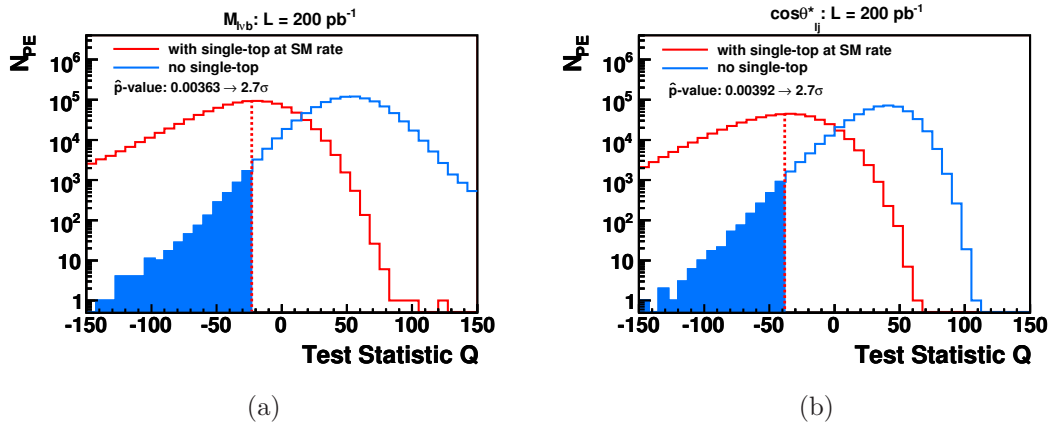 M_lνb: L = 200 pb⁻¹
N_PE
10⁶
10⁵
10⁴
10³
10²
10
1
with single-top at SM rate
no single-top
p̂-value: 0.00363 → 2.7σ
-150 -100 -50 0 50 100 150
Test Statistic Q
(a)
cosθ*_lj : L = 200 pb⁻¹
N_PE
10⁶
10⁵
10⁴
10³
10²
10
1
with single-top at SM rate
no single-top
p̂-value: 0.00392 → 2.7σ
-150 -100 -50 0 50 100 150
Test Statistic Q
(b)